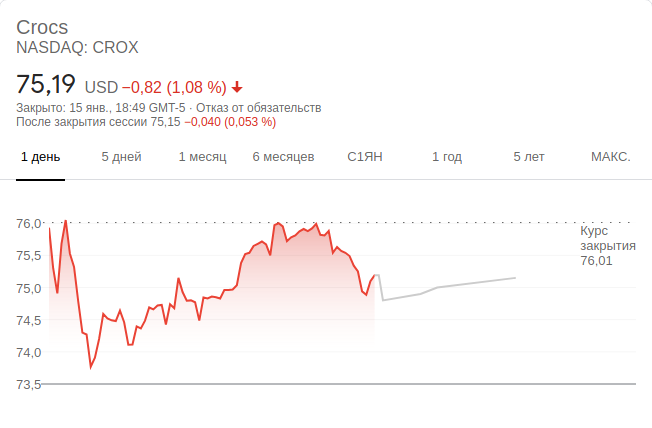 Crocs
NASDAQ: CROX
75,19 USD −0,82 (1,08 %)
Закрыто: 15 янв., 18:49 GMT-5 · Отказ от обязательств
После закрытия сессии 75,15 −0,040 (0,053 %)
1 день 5 дней 1 месяц 6 месяцев С1ЯН 1 год 5 лет МАКС.
76,0
75,5
75,0
74,5
74,0
73,5
Курс
закрытия
76,01